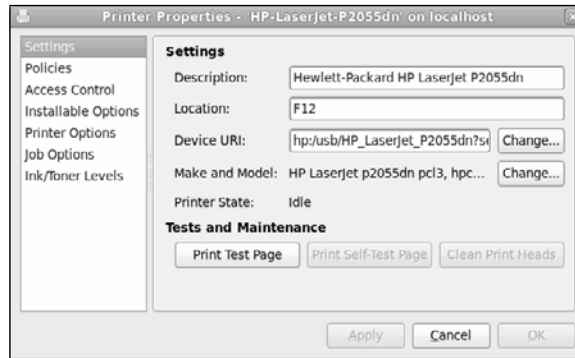 Printer Properties - 'HP-LaserJet-P2055dn' on localhost
Settings
Policies
Access Control
Installable Options
Printer Options
Job Options
Ink/Toner Levels
Settings
Description: Hewlett-Packard HP LaserJet P2055dn
Location: F12
Device URI: hp:/usb/HP_LaserJet_P2055dn?se Change...
Make and Model: HP LaserJet p2055dn pcl3, hpc... Change...
Printer State: Idle
Tests and Maintenance
Print Test Page Print Self-Test Page Clean Print Heads
Apply Cancel OK